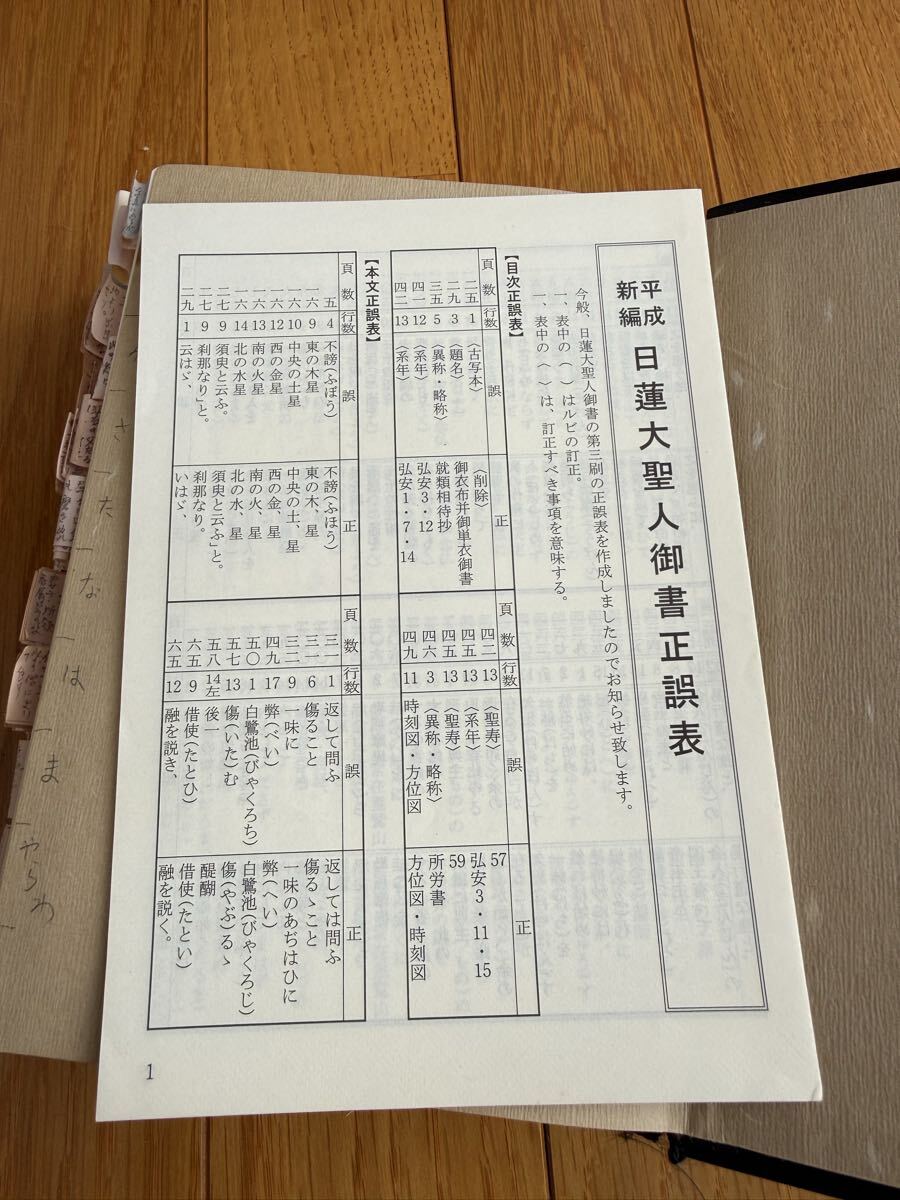 平成新編 日蓮大聖人御書正誤表
今般、日蓮大聖人御書の第三刷の正誤表を作成しましたのでお知らせ致します。
一、表中の( )はルビの訂正。
一、表中の〈 〉は、訂正すべき事項を意味する。
【目次正誤表】
頁数 行数 誤 正
二五 1 〈古写本〉 〈削除〉
二九 3 〈題名〉 御衣布并御単衣御書
三五 5 〈異称・略称〉 就類相待抄
四一 12 〈系年〉 弘安3・12
四二 13 〈系年〉 弘安1・7・14
頁数 行数 誤 正
四二 13 〈聖寿〉 57
四五 13 〈系年〉 弘安3・11・15
四五 13 〈聖寿〉 59
四六 3 〈異称・略称〉 所労書
四九 11 時刻図・方位図 方位図・時刻図
【本文正誤表】
頁数 行数 誤 正
五 4 不謗(ふぼう) 不謗(ふほう)
一六 9 東の木星 東の木、星
一六 10 中央の土星 中央の土、星
一六 12 西の金星 西の金、星
一六 13 南の火星 南の火、星
一六 14 北の水星 北の水、星
二七 9 須臾と云ふ。 須臾と云ふ」と。
二七 9 刹那なり」と。 刹那なり。
二九 1 云はゞ、 いはゞ、
頁数 行数 誤 正
三一 1 返して問ふ 返しては問ふ
三一 6 傷ること 傷るゝこと
三二 9 一味に 一味のあぢはひに
四九 17 弊(べい) 弊(へい)
五〇 1 白鷺池(びゃくろち) 白鷺池(びゃくろじ)
五七 13 傷(いた)む 傷(やぶ)るゝ
五八 14左 後一 醍醐
六五 9 借使(たとひ) 借使(たとい)
六五 12 融を説き、 融を説く。
1
さ
た
な
は
ま
やらわ